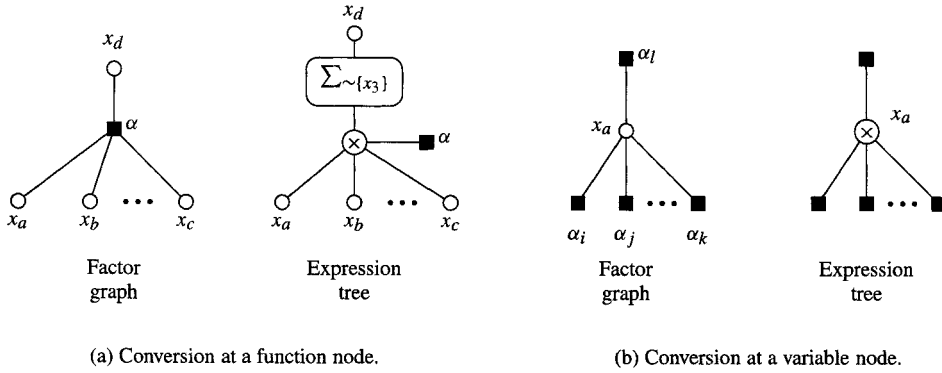 x_d
α
x_a x_b ••• x_c
Factor
graph
x_d
∑~{x_3}
×
α
x_a x_b ••• x_c
Expression
tree
(a) Conversion at a function node.
α_l
x_a
•••
α_i α_j α_k
Factor
graph
x_a
×
•••
Expression
tree
(b) Conversion at a variable node.